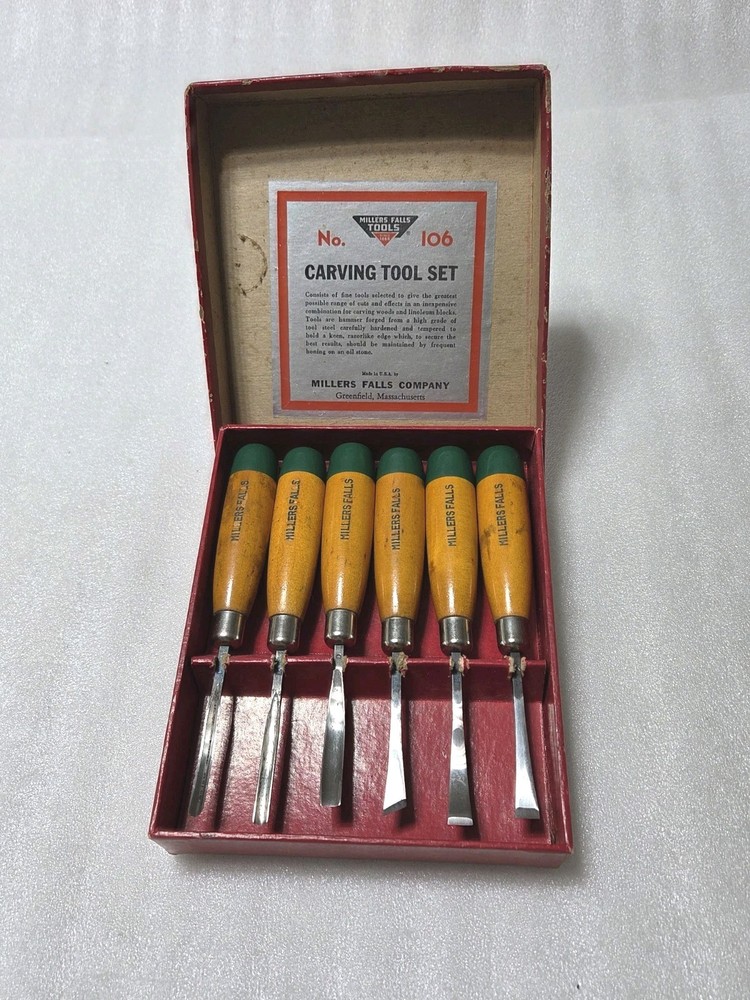 MILLERS FALLS
TOOLS
No. 106
CARVING TOOL SET
Consists of fine tools selected to give the greatest
possible range of cuts and effects in an inexpensive
combination for carving woods and linoleum blocks.
Tools are hammer forged from a high grade of
tool steel carefully hardened and tempered to
hold a keen, razorlike edge which, to secure the
best results, should be maintained by frequent
honing on an oil stone.
Made in U.S.A. by
MILLERS FALLS COMPANY
Greenfield, Massachusetts
MILLERS FALLS
MILLERS FALLS
MILLERS FALLS
MILLERS FALLS
MILLERS FALLS
MILLERS FALLS